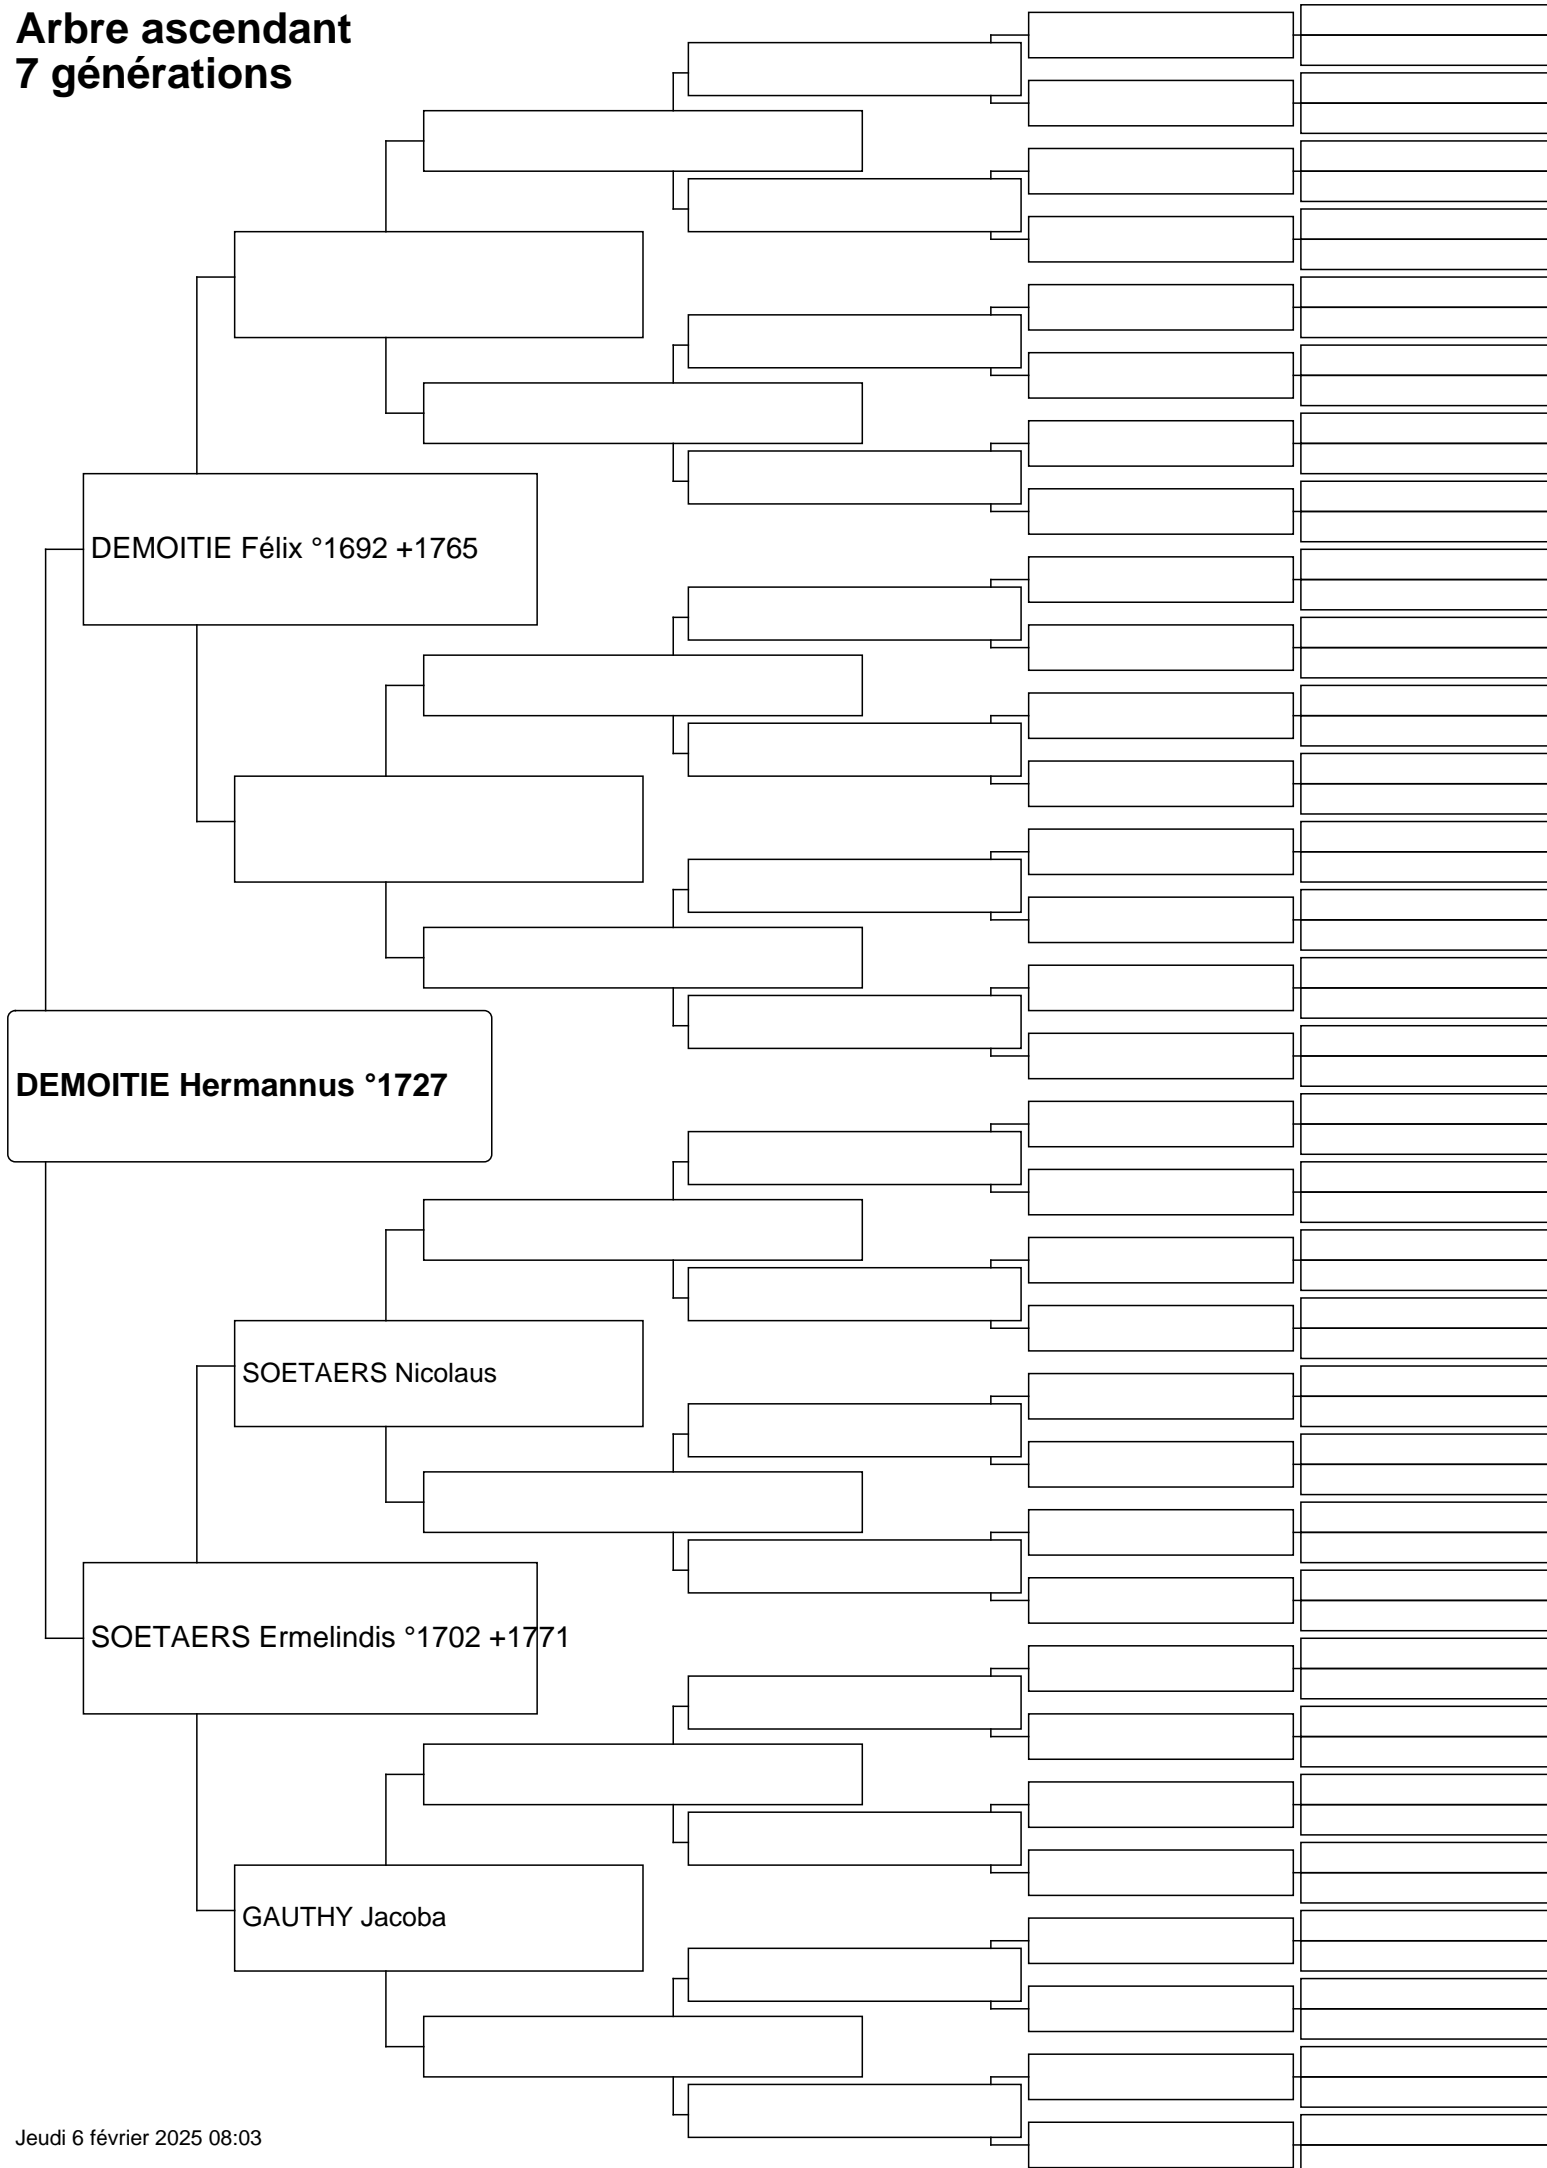 Arbre ascendant
7 générations
DEMOITIE Félix °1692 +1765
DEMOITIE Hermannus °1727
SOETAERS Nicolaus
SOETAERS Ermelindis °1702 +1771
GAUTHY Jacoba
Jeudi 6 février 2025 08:03